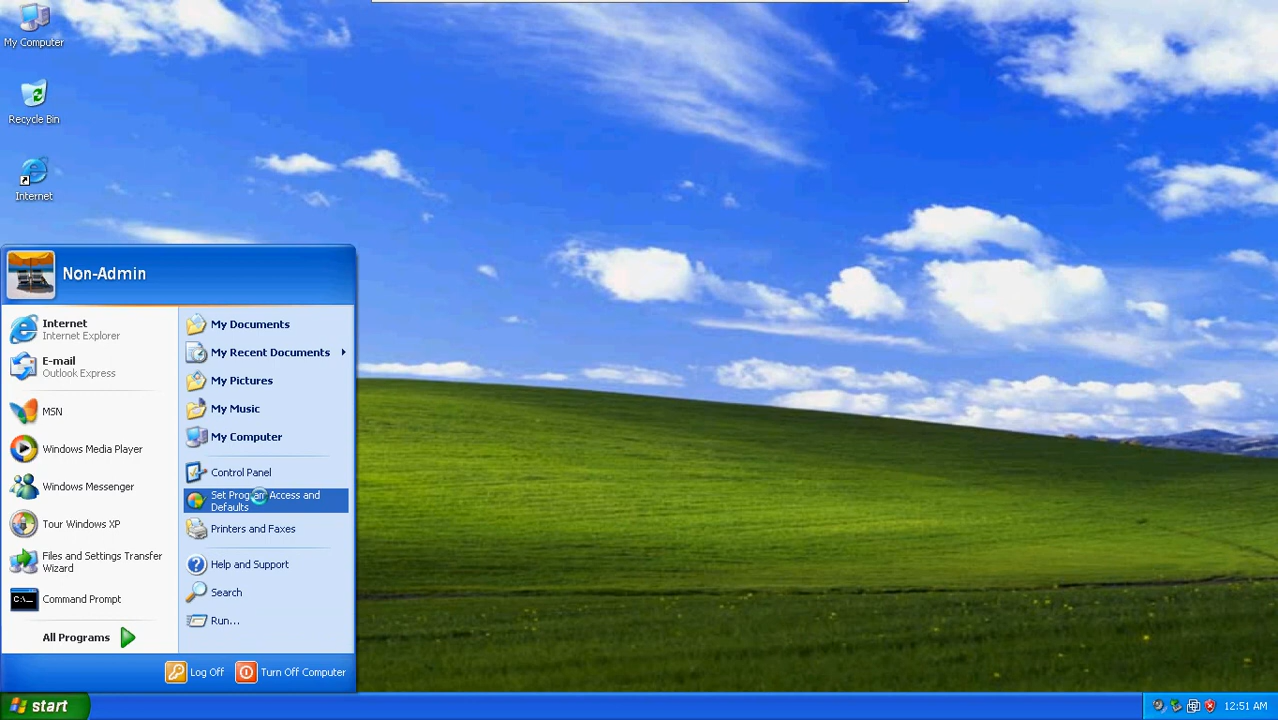 My Computer
Recycle Bin
Internet
Non-Admin
Internet
Internet Explorer
E-mail
Outlook Express
MSN
Windows Media Player
Windows Messenger
Tour Windows XP
Files and Settings Transfer
Wizard
Command Prompt
All Programs
My Documents
My Recent Documents
My Pictures
My Music
My Computer
Control Panel
Set Program Access and
Defaults
Printers and Faxes
Help and Support
Search
Run...
Log Off
Turn Off Computer
start
12:51 AM